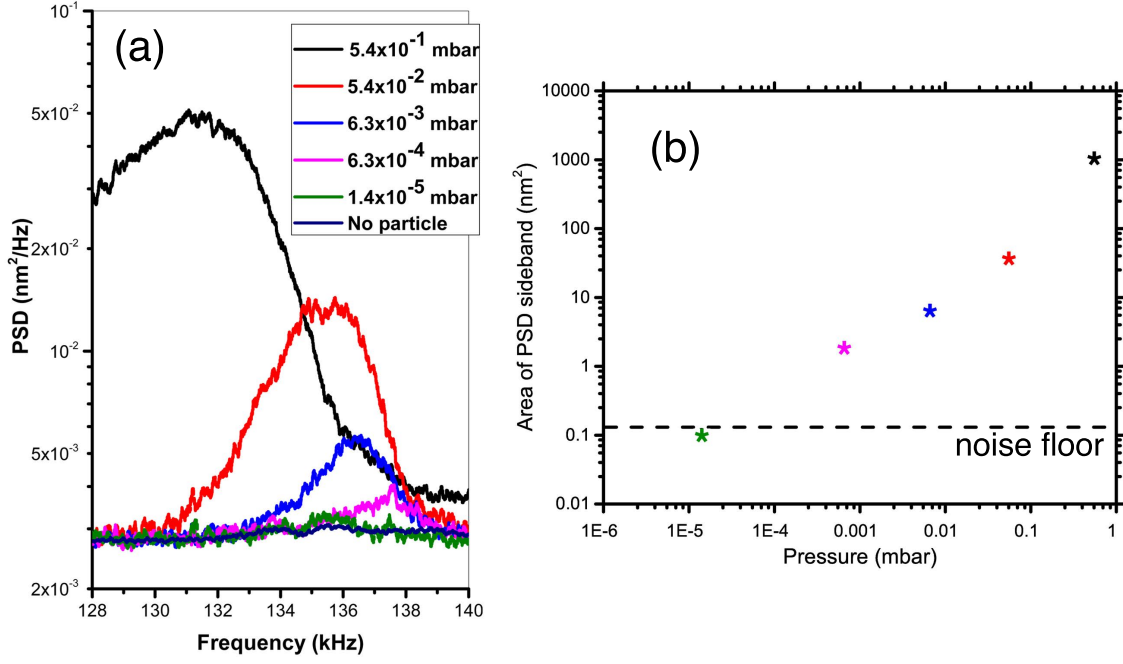 (a)
10⁻¹
5x10⁻²
2x10⁻²
10⁻²
5x10⁻³
2x10⁻³
PSD (nm²/Hz)
5.4x10⁻¹ mbar
5.4x10⁻² mbar
6.3x10⁻³ mbar
6.3x10⁻⁴ mbar
1.4x10⁻⁵ mbar
No particle
128 130 132 134 136 138 140
Frequency (kHz)
(b)
10000
1000
100
10
1
0.1
0.01
Area of PSD sideband (nm²)
noise floor
1E-6 1E-5 1E-4 0.001 0.01 0.1 1
Pressure (mbar)